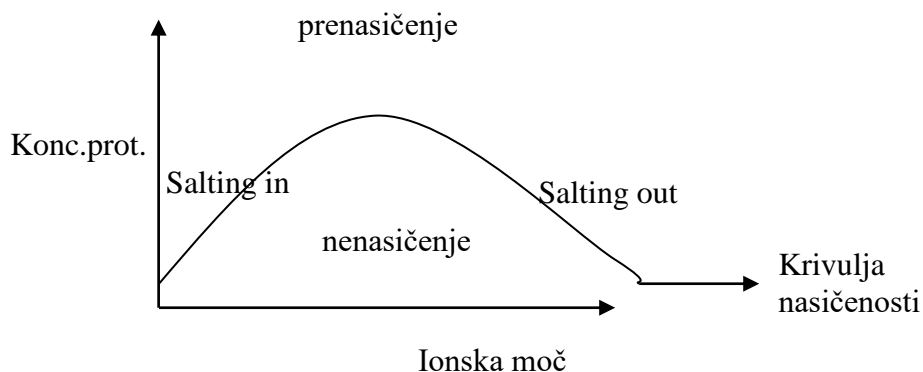 prenasičenje
Konc.prot.
Salting in
Salting out
nenasičenje
Krivulja
nasičenosti
Ionska moč